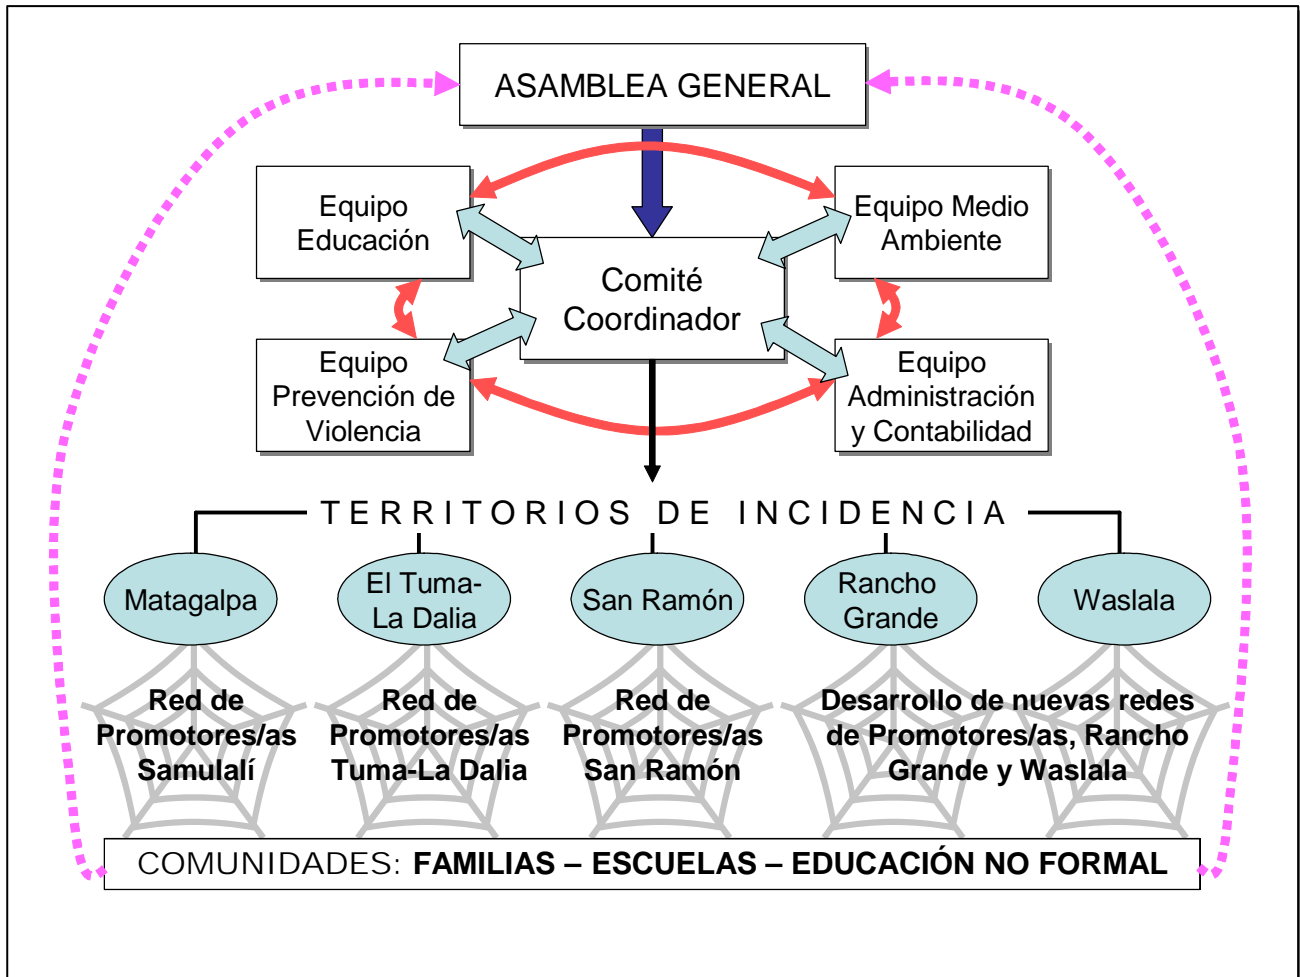 ASAMBLEA GENERAL
Equipo
Educación
Equipo Medio
Ambiente
Comité
Coordinador
Equipo
Prevención de
Violencia
Equipo
Administración
y Contabilidad
TERRITORIOS DE INCIDENCIA
Matagalpa
El Tuma-
La Dalia
San Ramón
Rancho
Grande
Waslala
Red de
Promotores/as
Samulalí
Red de
Promotores/as
Tuma-La Dalia
Red de
Promotores/as
San Ramón
Desarrollo de nuevas redes
de Promotores/as, Rancho
Grande y Waslala
COMUNIDADES: FAMILIAS – ESCUELAS – EDUCACIÓN NO FORMAL